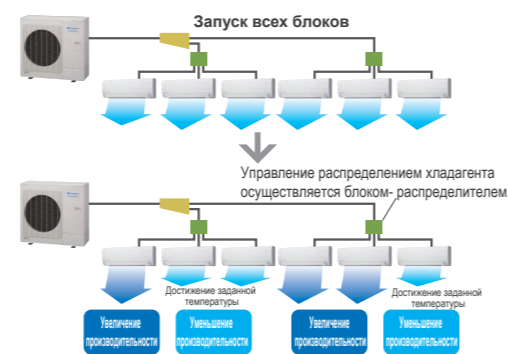 Запуск всех блоков
Управление распределением хладагента
осуществляется блоком- распределителем
Достижение заданной
температуры
Достижение заданной
температуры
Увеличение
производительности
Уменьшение
производительности
Увеличение
производительности
Уменьшение
производительности